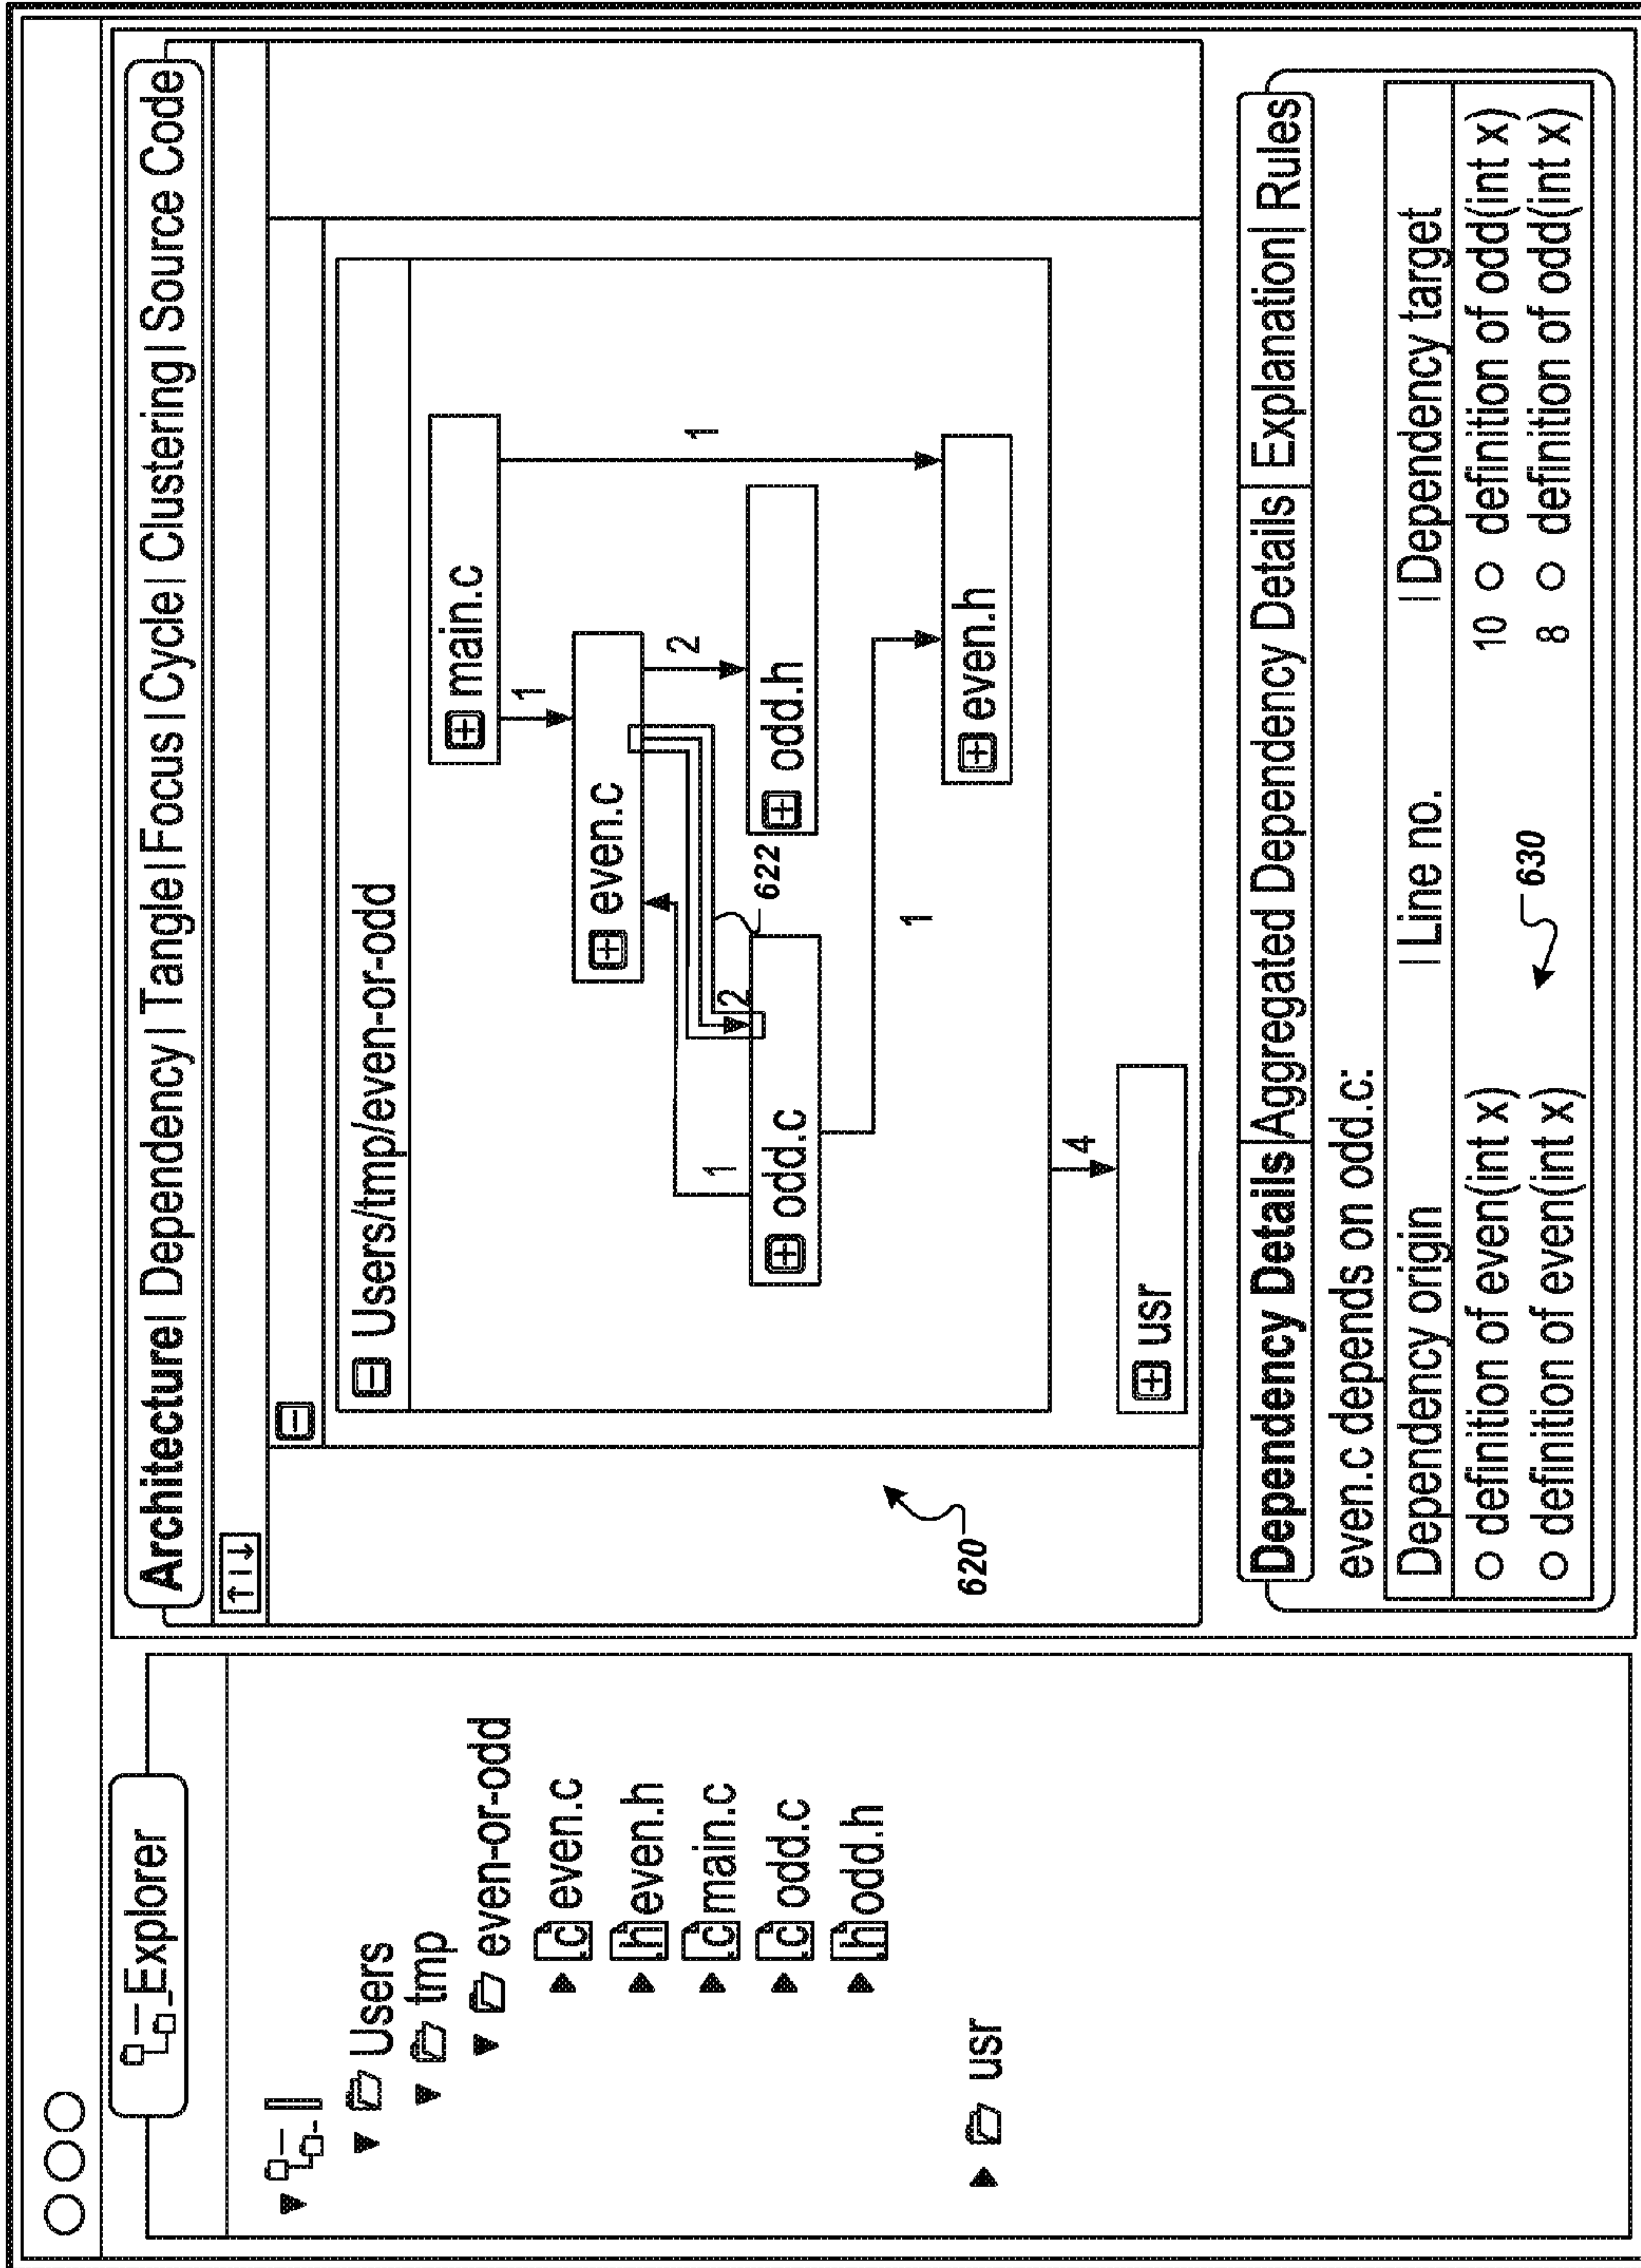 Explorer
Users
tmp
even-or-odd
.c even.c
.h even.h
.c main.c
.c odd.c
.h odd.h
usr
Architecture| Dependency| Tangle|Focus|Cycle| Clustering| Source Code
Users/tmp/even-or-odd
main.c
1
1
even.c
2
622
2
1
odd.c
odd.h
1
even.h
4
usr
620
Dependency Details|Aggregated Dependency Details| Explanation| Rules
even.c depends on odd.c:
Dependency origin |Line no. |Dependency target
definition of even(int x) 10 definition of odd(int x)
definition of even(int x) 8 definition of odd(int x)
630